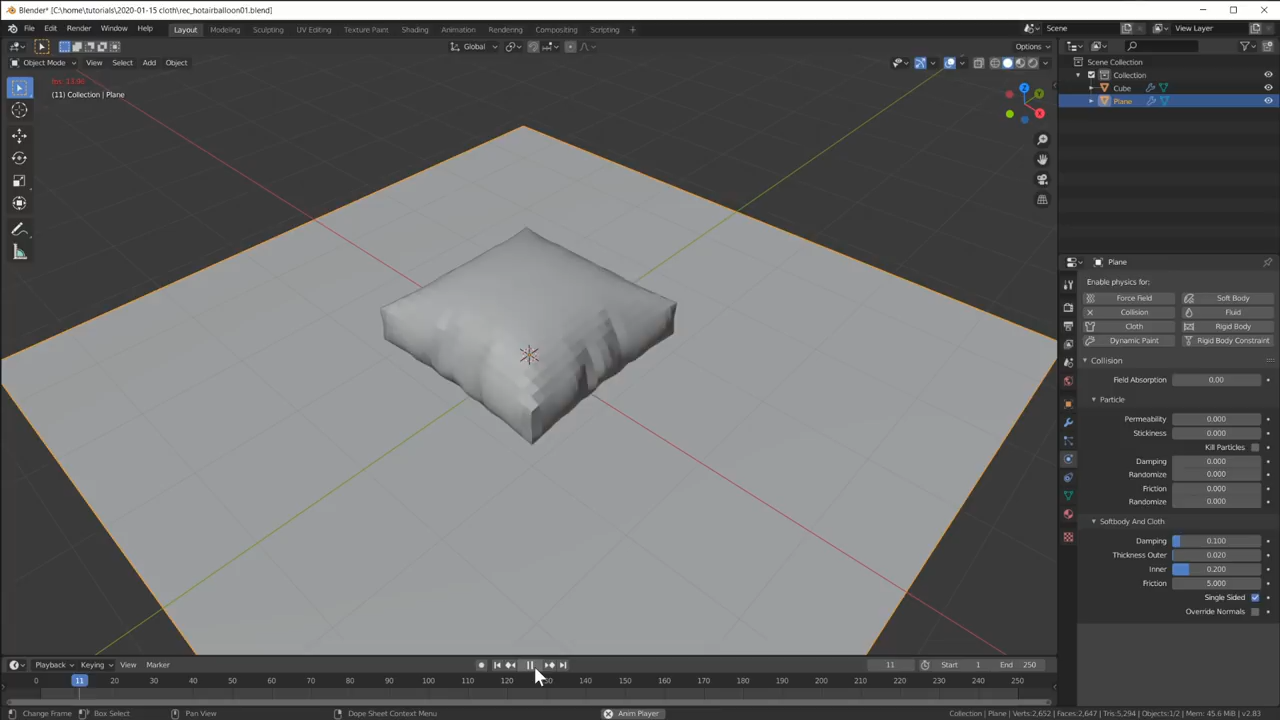 Blender* [C:\home\tutorials\2020-01-15 cloth\rec_hotairballoon01.blend]
File Edit Render Window Help Layout Modeling Sculpting UV Editing Texture Paint Shading Animation Rendering Compositing Scripting Scene View Layer
Global Options
Object Mode View Select Add Object
(11) Collection | Plane
Scene Collection
Collection
Cube
Plane
Plane
Enable physics for:
Force Field Soft Body
Collision Fluid
Cloth Rigid Body
Dynamic Paint Rigid Body Constraint
Collision
Field Absorption 0.00
Particle
Permeability 0.000
Stickiness 0.000
Kill Particles
Damping 0.000
Randomize 0.000
Friction 0.000
Randomize 0.000
Softbody And Cloth
Damping 0.100
Thickness Outer 0.020
Inner 0.200
Friction 5.000
Single Sided
Override Normals
Playback Keying View Marker 11 Start 1 End 250
0 11 20 30 40 50 60 70 80 90 100 110 120 130 140 150 160 170 180 190 200 210 220 230 240 250
Change Frame Box Select Pan View Dope Sheet Context Menu Anim Player Collection | Plane | Verts:2,652 | Faces:2,647 | Tris:5,294 | Objects:1/2 | Mem: 45.6 MiB | v2.83